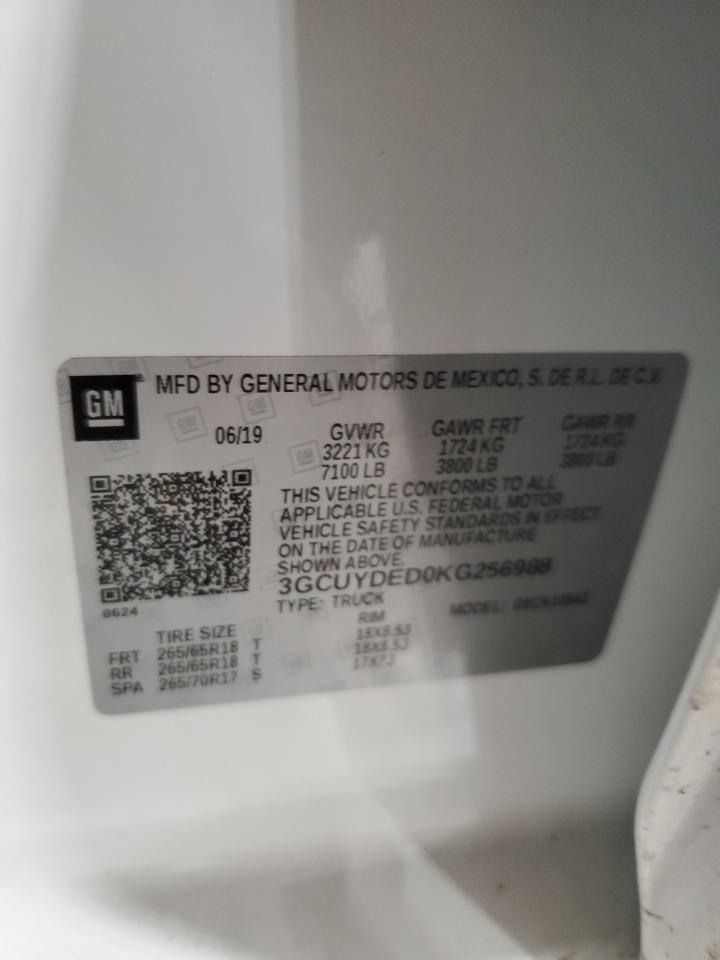 GM
MFD BY GENERAL MOTORS DE MEXICO, S. DE R.L. DE C.V.
06/19
GVWR GAWR FRT GAWR RR
3221 KG 1724 KG 1724 KG
7100 LB 3800 LB 3800 LB
THIS VEHICLE CONFORMS TO ALL
APPLICABLE U.S. FEDERAL MOTOR
VEHICLE SAFETY STANDARDS IN EFFECT
ON THE DATE OF MANUFACTURE
SHOWN ABOVE.
3GCUYDED0KG256988
TYPE: TRUCK MODEL:
8624
TIRE SIZE RIM
FRT 265/65R18 T 18X8.5J
RR 265/65R18 T 18X8.5J
SPA 265/70R17 S 17X7J